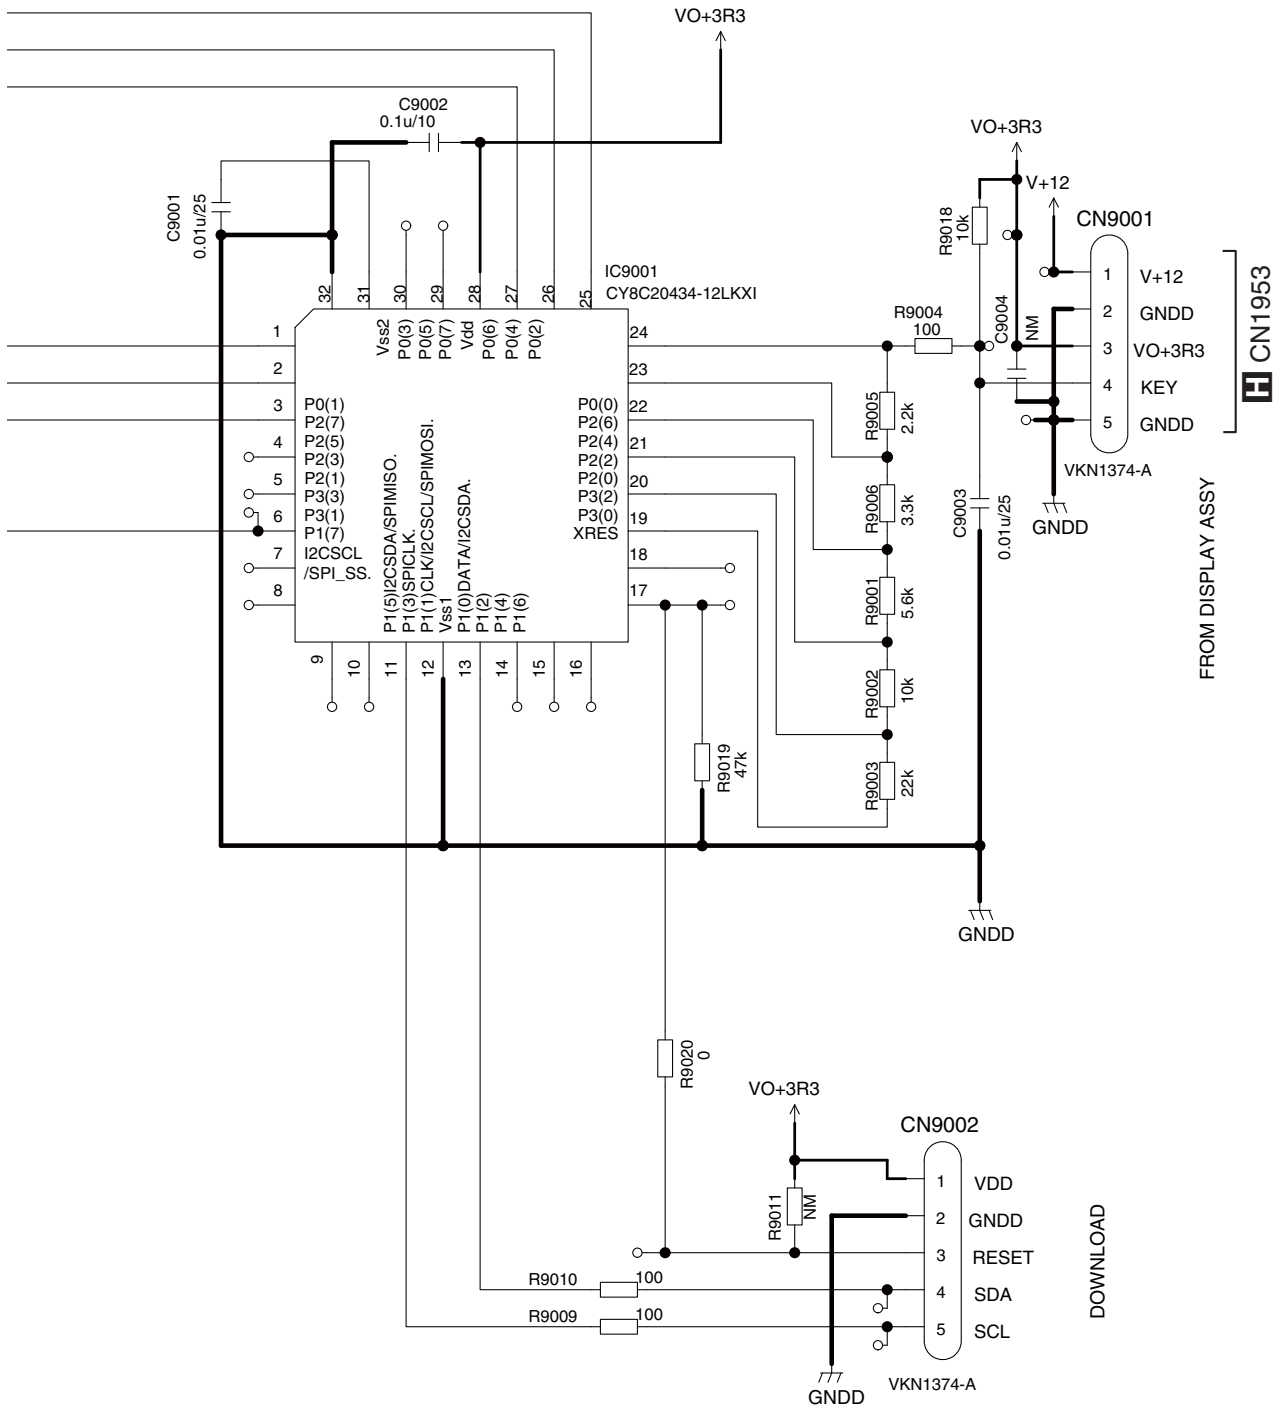 VO+3R3
C9002
0.1u/10
C9001
0.01u/25
IC9001
CY8C20434-12LKXI
32
31
30
29
28
27
26
25
Vss2
P0(3)
P0(5)
P0(7)
Vdd
P0(6)
P0(4)
P0(2)
1
2
3
4
5
6
7
8
P0(1)
P2(7)
P2(5)
P2(3)
P2(1)
P3(3)
P3(1)
P1(7)
I2CSCL
/SPI_SS.
P1(5)I2CSDA/SPIMISO.
P1(3)SPICLK.
P1(1)CLK/I2CSCL/SPIMOSI.
Vss1
P1(0)DATA/I2CSDA.
P1(2)
P1(4)
P1(6)
P0(0)
P2(6)
P2(4)
P2(2)
P2(0)
P3(2)
P3(0)
XRES
24
23
22
21
20
19
18
17
9
10
11
12
13
14
15
16
R9004
100
R9005
2.2k
R9006
3.3k
R9001
5.6k
R9002
10k
R9003
22k
R9019
47k
VO+3R3
V+12
R9018
10k
C9004
NM
C9003
0.01u/25
CN9001
1 V+12
2 GNDD
3 VO+3R3
4 KEY
5 GNDD
VKN1374-A
GNDD
H CN1953
FROM DISPLAY ASSY
GNDD
R9020
0
VO+3R3
R9011
NM
CN9002
1 VDD
2 GNDD
3 RESET
4 SDA
5 SCL
R9010 100
R9009 100
VKN1374-A
GNDD
DOWNLOAD